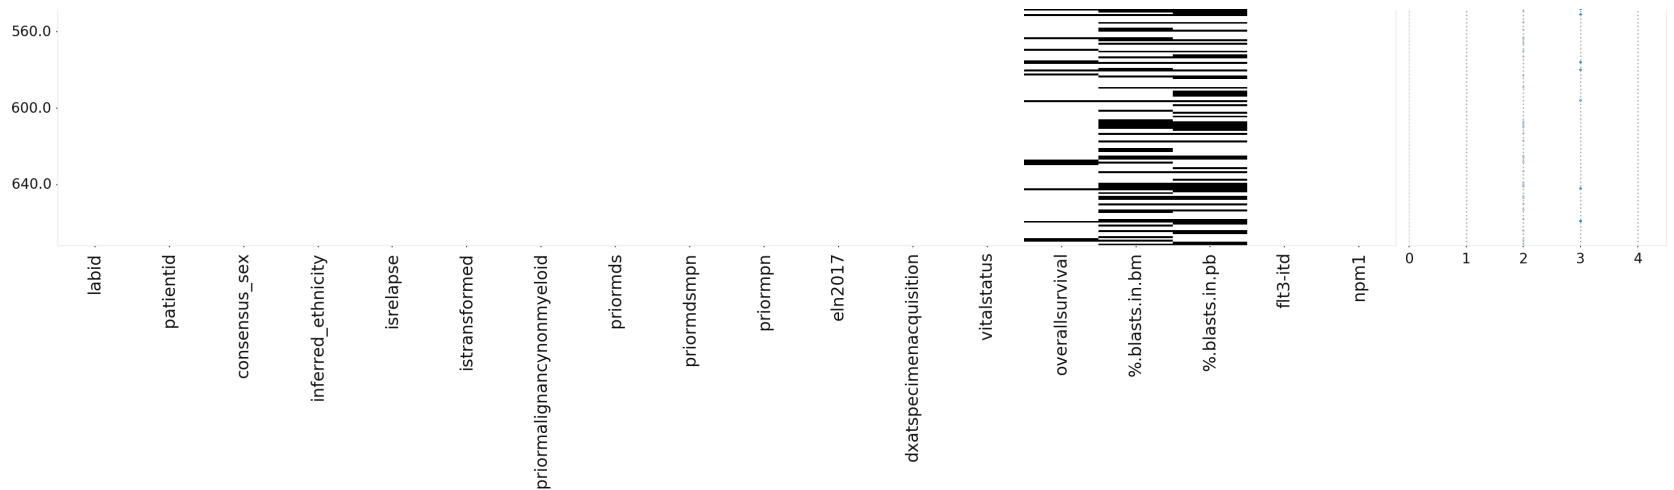 560.0
600.0
640.0
labid
patientid
consensus_sex
inferred_ethnicity
isrelapse
istransformed
priormalignancynonmyeloid
priormds
priormdsmpn
priormpn
eln2017
dxatspecimenacquisition
vitalstatus
overallsurvival
%.blasts.in.bm
%.blasts.in.pb
flt3-itd
npm1
0 1 2 3 4